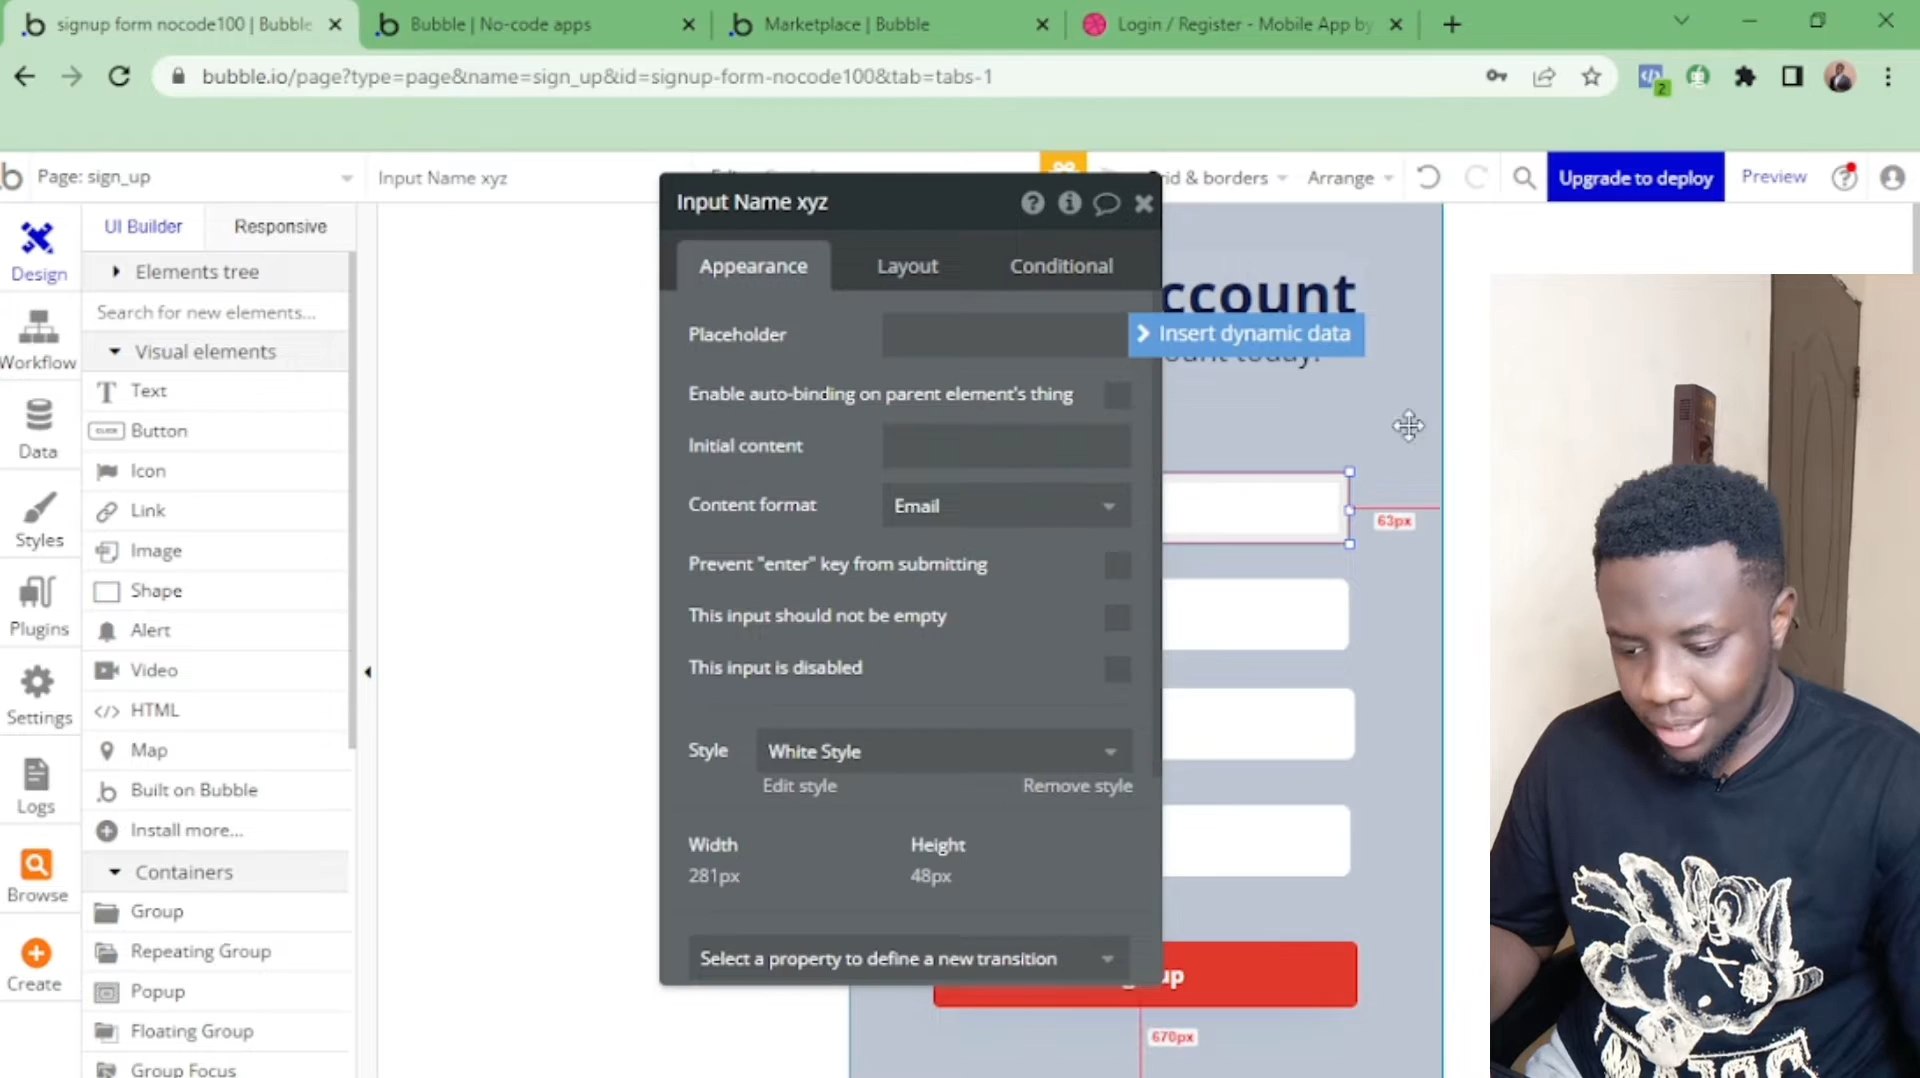 signup form nocode100 | Bubble
Bubble | No-code apps
Marketplace | Bubble
Login / Register - Mobile App by
bubble.io/page?type=page&name=sign_up&id=signup-form-nocode100&tab=tabs-1
2
Page: sign_up
Input Name xyz
rid & borders
Arrange
Upgrade to deploy
Preview
Design
Workflow
Data
Styles
Plugins
Settings
Logs
Browse
Create
UI Builder
Responsive
Elements tree
Search for new elements...
Visual elements
Text
CLICK
Button
Icon
Link
Image
Shape
Alert
Video
HTML
Map
Built on Bubble
Install more...
Containers
Group
Repeating Group
Popup
Floating Group
Group Focus
Input Name xyz
Appearance
Layout
Conditional
Placeholder
Insert dynamic data
Enable auto-binding on parent element's thing
Initial content
Content format
Email
Prevent "enter" key from submitting
This input should not be empty
This input is disabled
Style
White Style
Edit style
Remove style
Width
Height
281px
48px
Select a property to define a new transition
ccount
ount today!
63px
up
670px